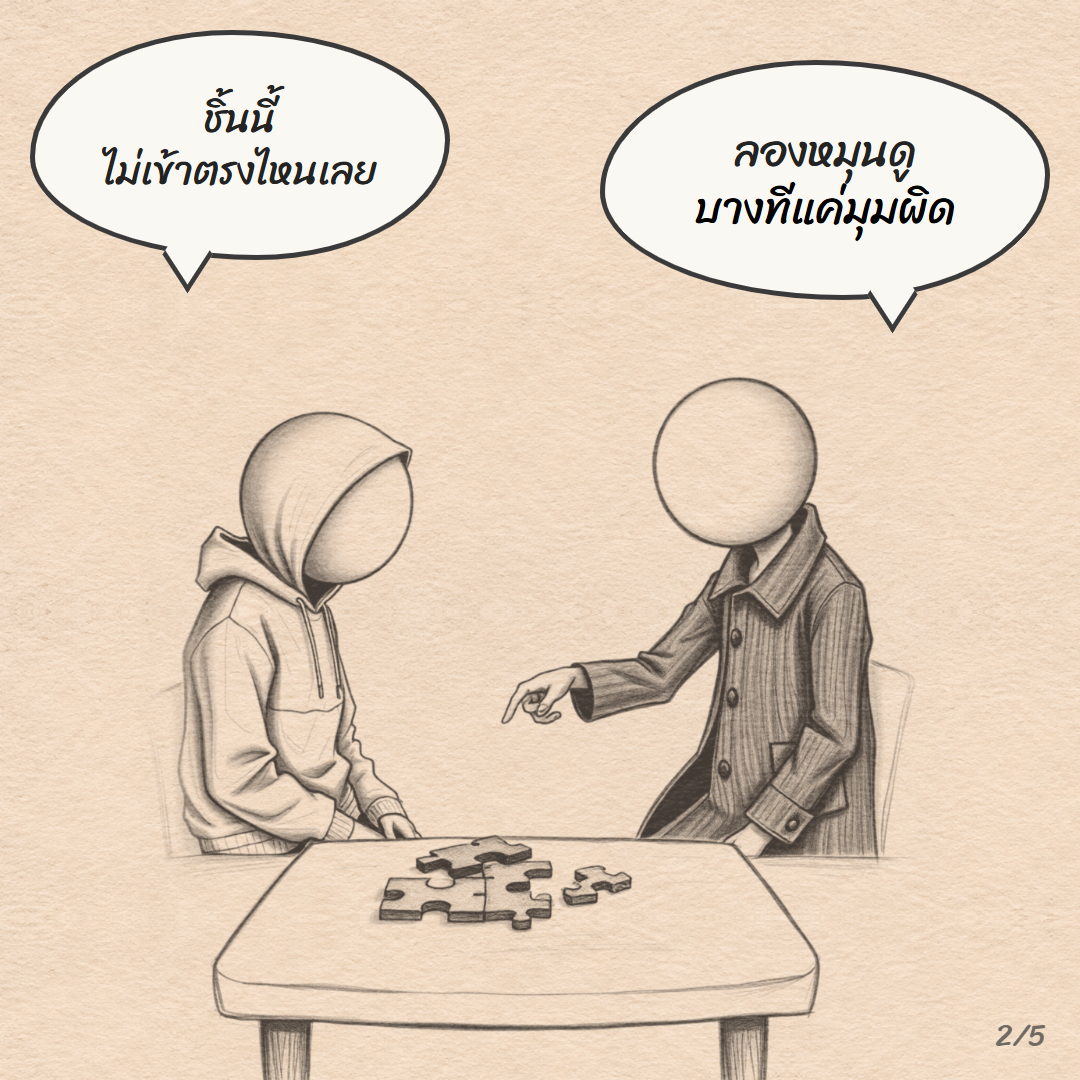 ชิ้นนี้
ไม่เข้าตรงไหนเลย
ลองหมุนดู
บางทีแค่มุมผิด
2/5